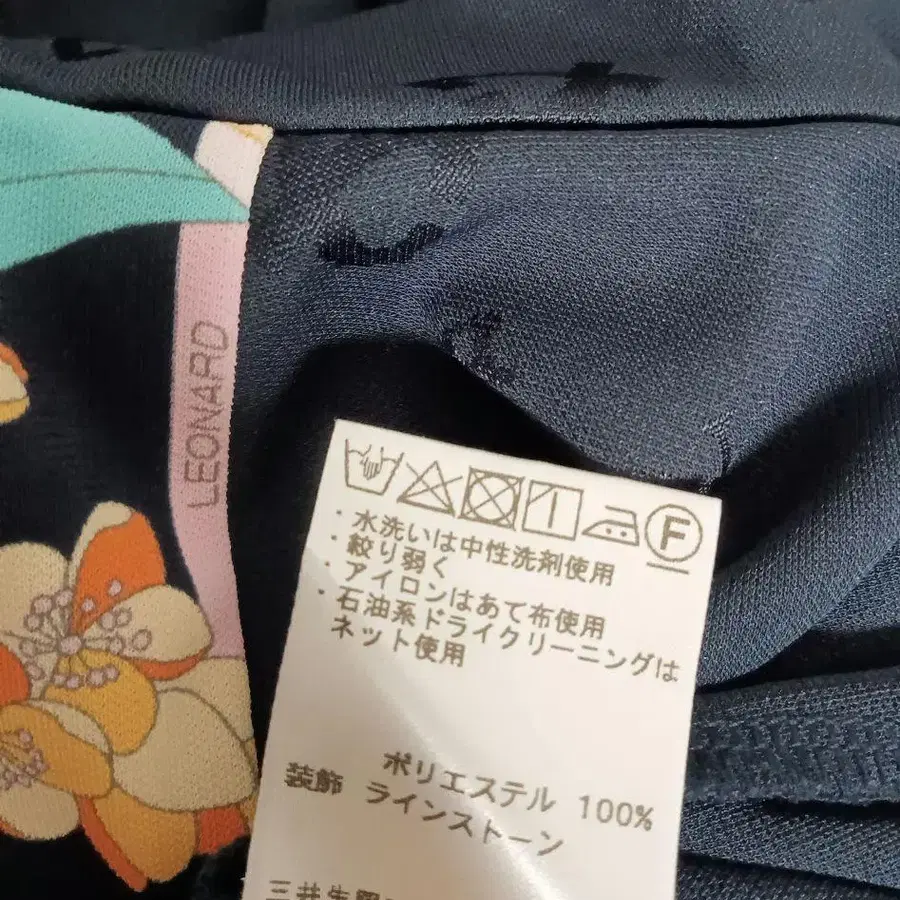 LEONARD
F
・水洗いは中性洗剤使用
・絞り弱く
・アイロンはあて布使用
・石油系ドライクリーニングは
ネット使用
ポリエステル 100%
装飾 ラインストーン
三井生